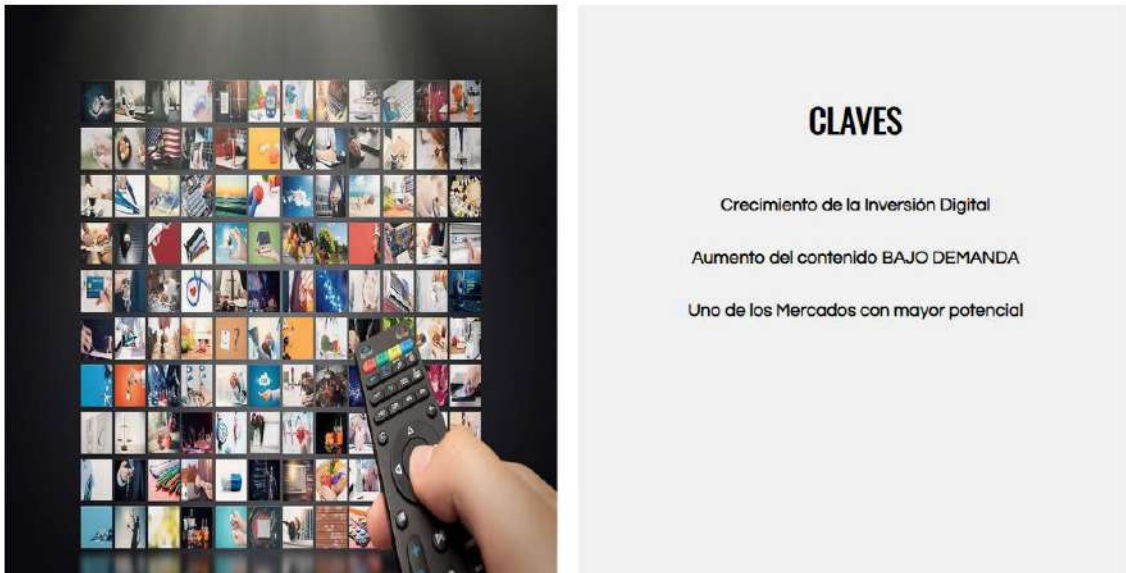 CLAVES
Crecimiento de la Inversión Digital
Aumento del contenido BAJO DEMANDA
Uno de los Mercados con mayor potencial